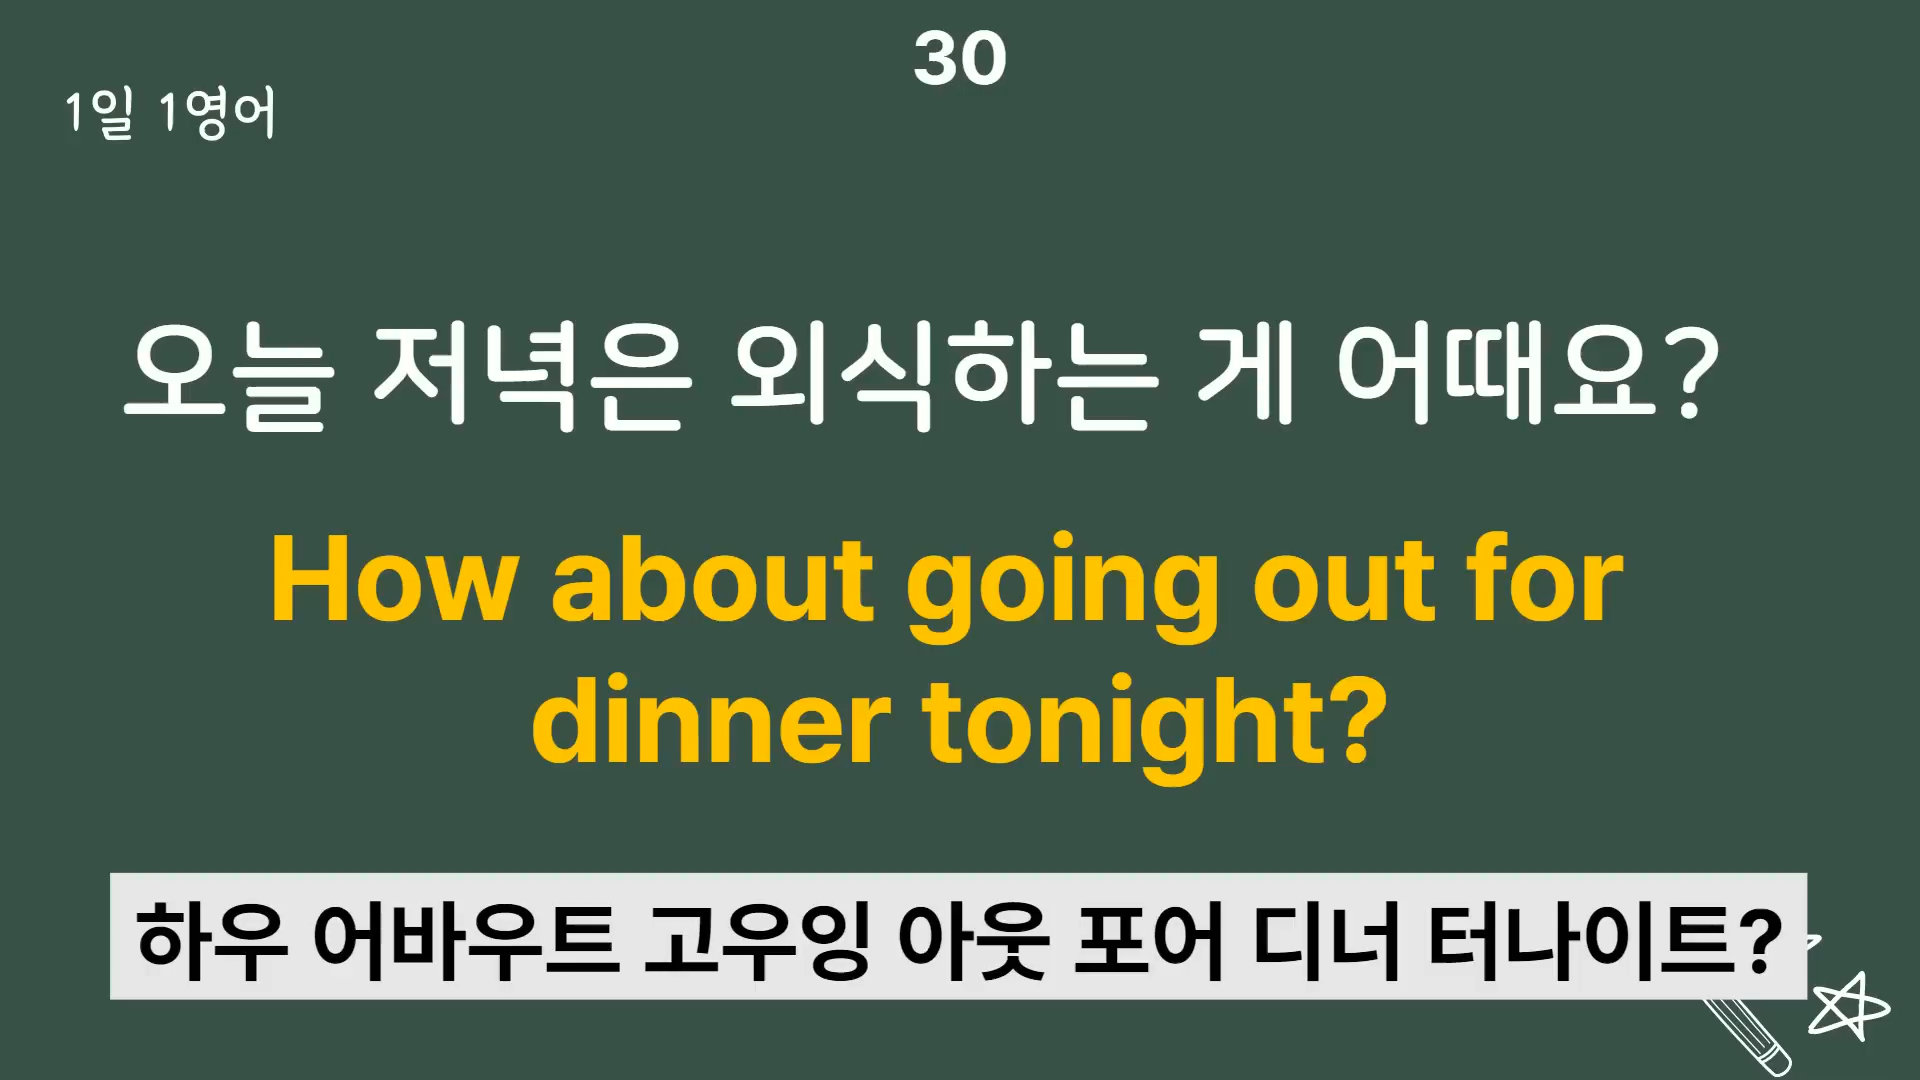 30
1일 1영어
오늘 저녁은 외식하는 게 어때요?
How about going out for
dinner tonight?
하우 어바우트 고우잉 아웃 포어 디너 터나이트?